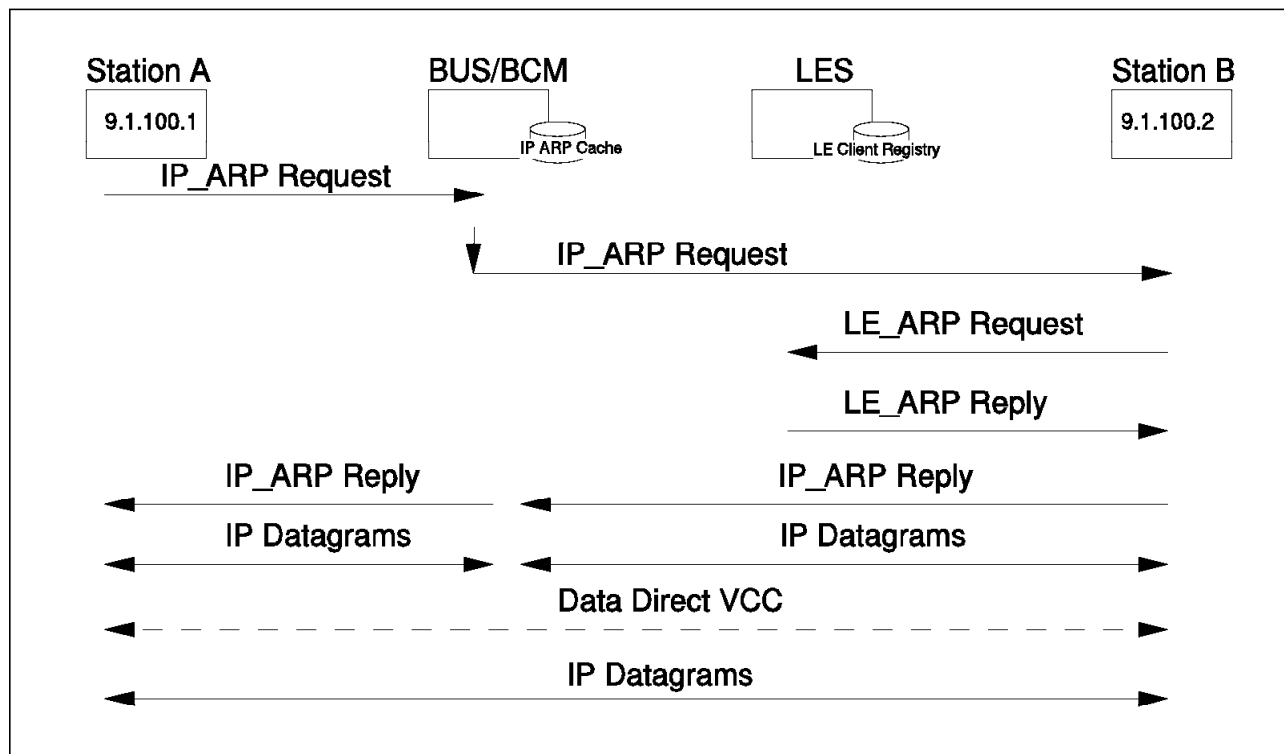 Station A
BUS/BCM
LES
Station B
9.1.100.1
IP ARP Cache
LE Client Registry
9.1.100.2
IP_ARP Request
IP_ARP Request
LE_ARP Request
LE_ARP Reply
IP_ARP Reply
IP_ARP Reply
IP Datagrams
IP Datagrams
Data Direct VCC
IP Datagrams